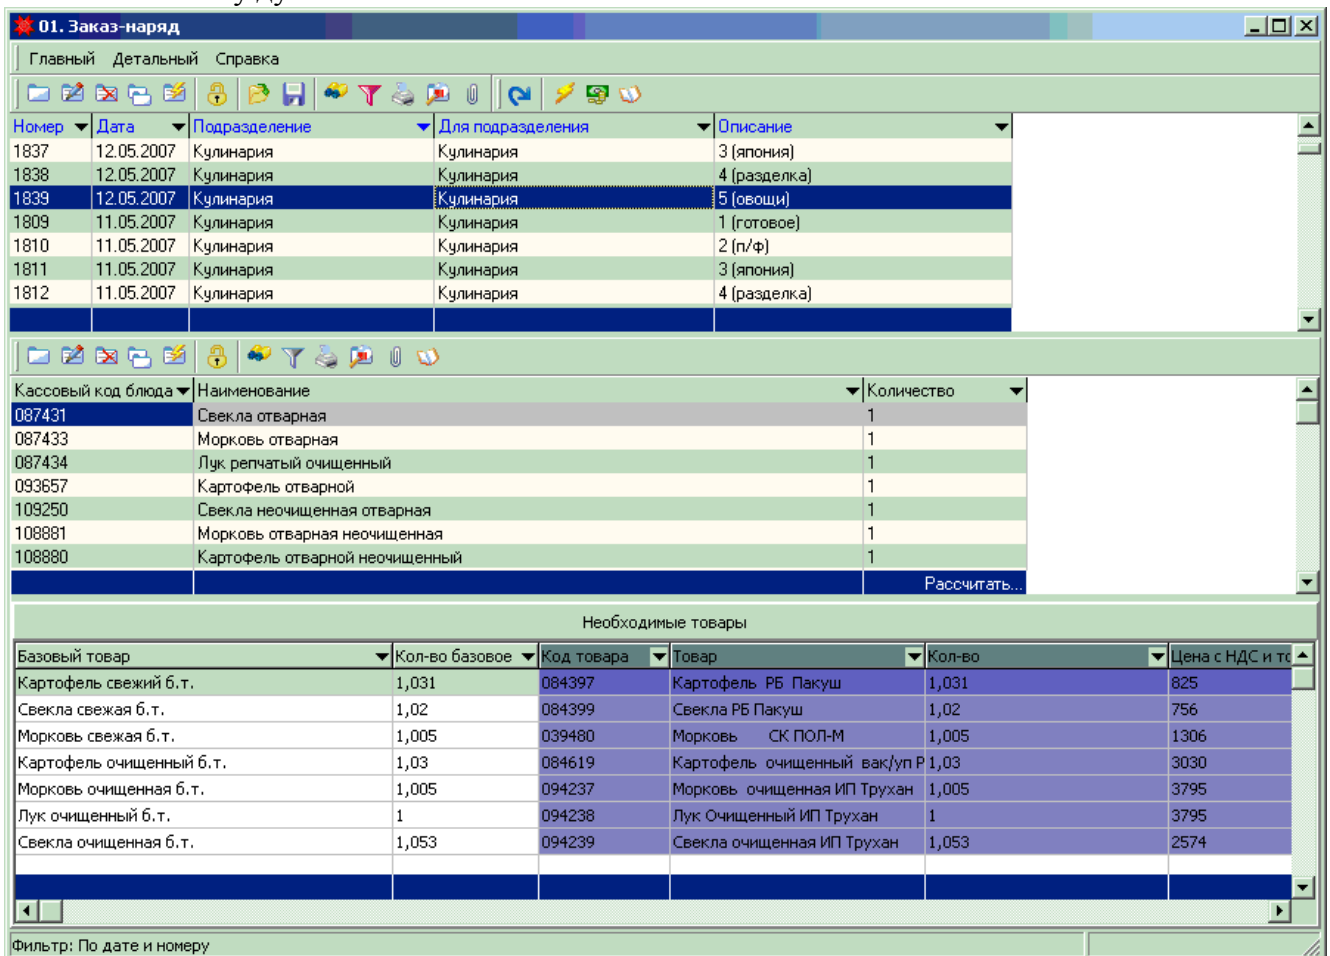 01. Заказ-наряд
Главный Детальный Справка
Номер Дата Подразделение Для подразделения Описание
1837 12.05.2007 Кулинария Кулинария 3 (япония)
1838 12.05.2007 Кулинария Кулинария 4 (разделка)
1839 12.05.2007 Кулинария Кулинария 5 (овощи)
1809 11.05.2007 Кулинария Кулинария 1 (готовое)
1810 11.05.2007 Кулинария Кулинария 2 (п/ф)
1811 11.05.2007 Кулинария Кулинария 3 (япония)
1812 11.05.2007 Кулинария Кулинария 4 (разделка)
Кассовый код блюда Наименование Количество
087431 Свекла отварная 1
087433 Морковь отварная 1
087434 Лук репчатый очищенный 1
093657 Картофель отварной 1
109250 Свекла неочищенная отварная 1
108881 Морковь отварная неочищенная 1
108880 Картофель отварной неочищенный 1
Рассчитать...
Необходимые товары
Базовый товар Кол-во базовое Код товара Товар Кол-во Цена с НДС и тс
Картофель свежий б.т. 1,031 084397 Картофель РБ Пакуш 1,031 825
Свекла свежая б.т. 1,02 084399 Свекла РБ Пакуш 1,02 756
Морковь свежая б.т. 1,005 039480 Морковь СК ПОЛ-М 1,005 1306
Картофель очищенный б.т. 1,03 084619 Картофель очищенный вак/уп Р 1,03 3030
Морковь очищенная б.т. 1,005 094237 Морковь очищенная ИП Трухан 1,005 3795
Лук очищенный б.т. 1 094238 Лук Очищенный ИП Трухан 1 3795
Свекла очищенная б.т. 1,053 094239 Свекла очищенная ИП Трухан 1,053 2574
Фильтр: По дате и номеру